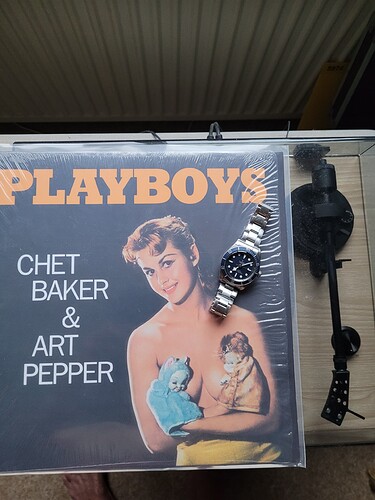 PLAYBOYS
CHET
BAKER
&
ART
PEPPER